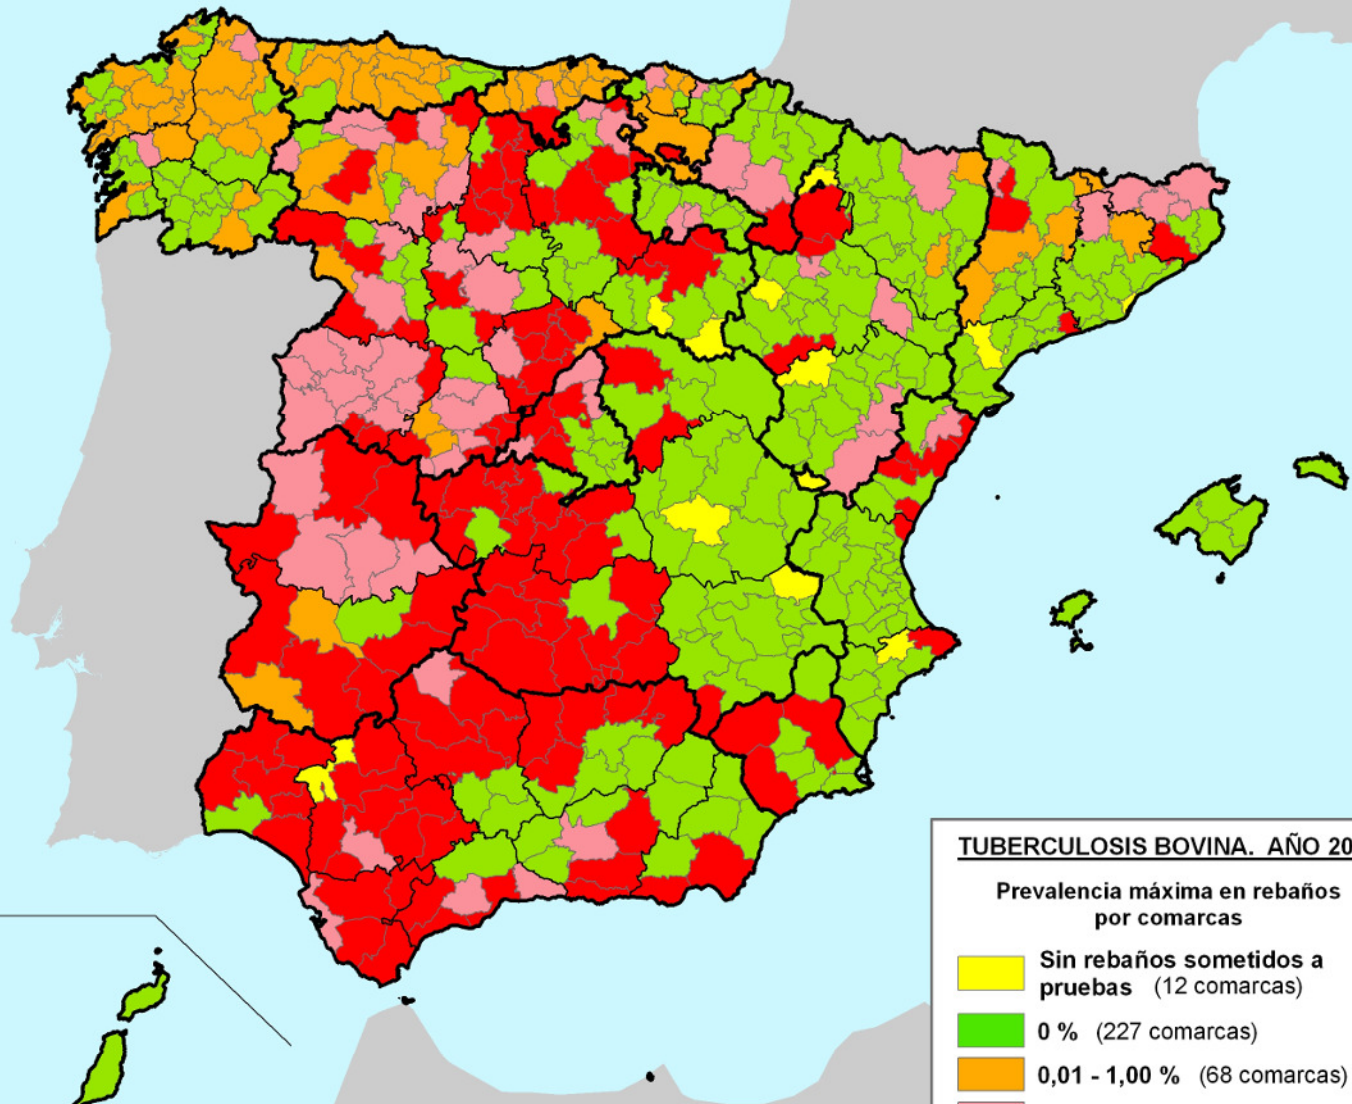 TUBERCULOSIS BOVINA. AÑO 20
Prevalencia máxima en rebaños
por comarcas
Sin rebaños sometidos a
pruebas (12 comarcas)
0 % (227 comarcas)
0,01 - 1,00 % (68 comarcas)